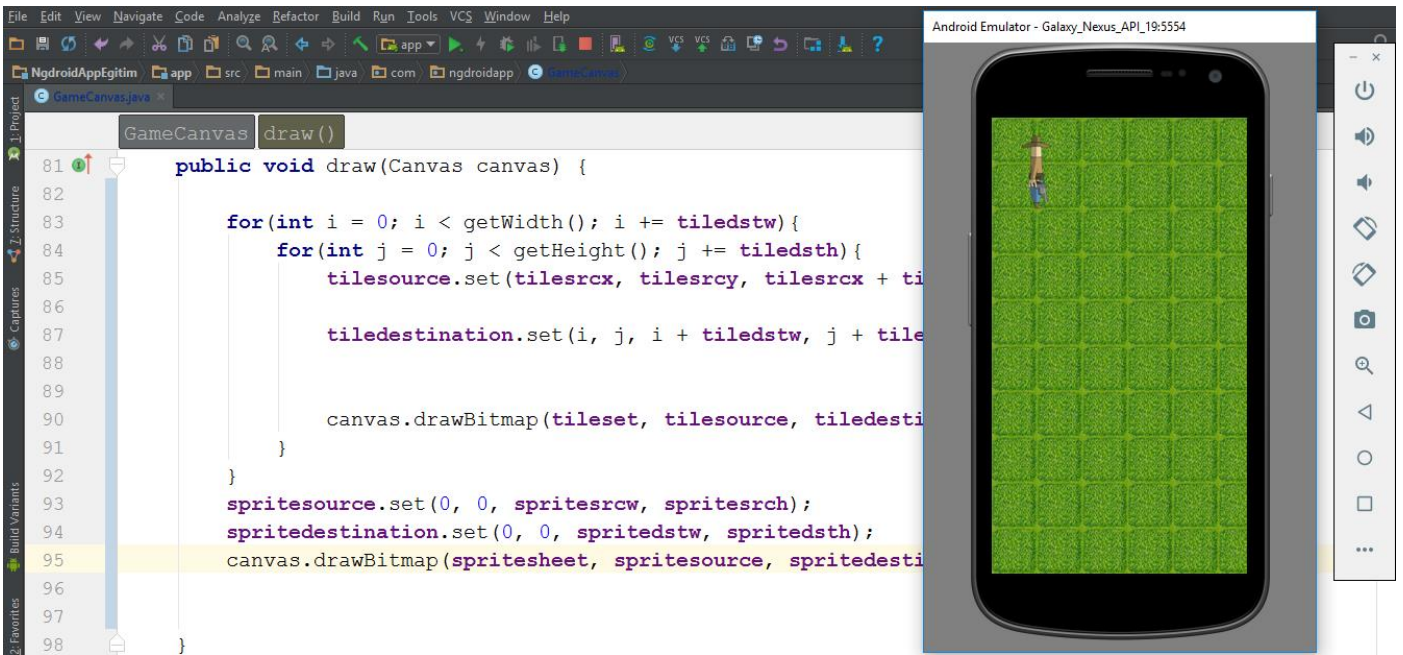 File Edit View Navigate Code Analyze Refactor Build Run Tools VCS Window Help
app
VCS VCS
NgdroidAppEgitim app src main java com ngdroidapp GameCanvas
GameCanvas.java
GameCanvas draw()
81 public void draw(Canvas canvas) {
82
83 for(int i = 0; i < getWidth(); i += tiledstw){
84 for(int j = 0; j < getHeight(); j += tiledsth){
85 tilesource.set(tilesrcx, tilesrcy, tilesrcx + ti
86
87 tiledestination.set(i, j, i + tiledstw, j + tile
88
89
90 canvas.drawBitmap(tileset, tilesource, tiledesti
91 }
92 }
93 spritesource.set(0, 0, spritesrcw, spritesrch);
94 spritedestination.set(0, 0, spritedstw, spritedsth);
95 canvas.drawBitmap(spritesheet, spritesource, spritedesti
96
97
98 }
1: Project
7: Structure
Captures
Build Variants
2: Favorites
Android Emulator - Galaxy_Nexus_API_19:5554